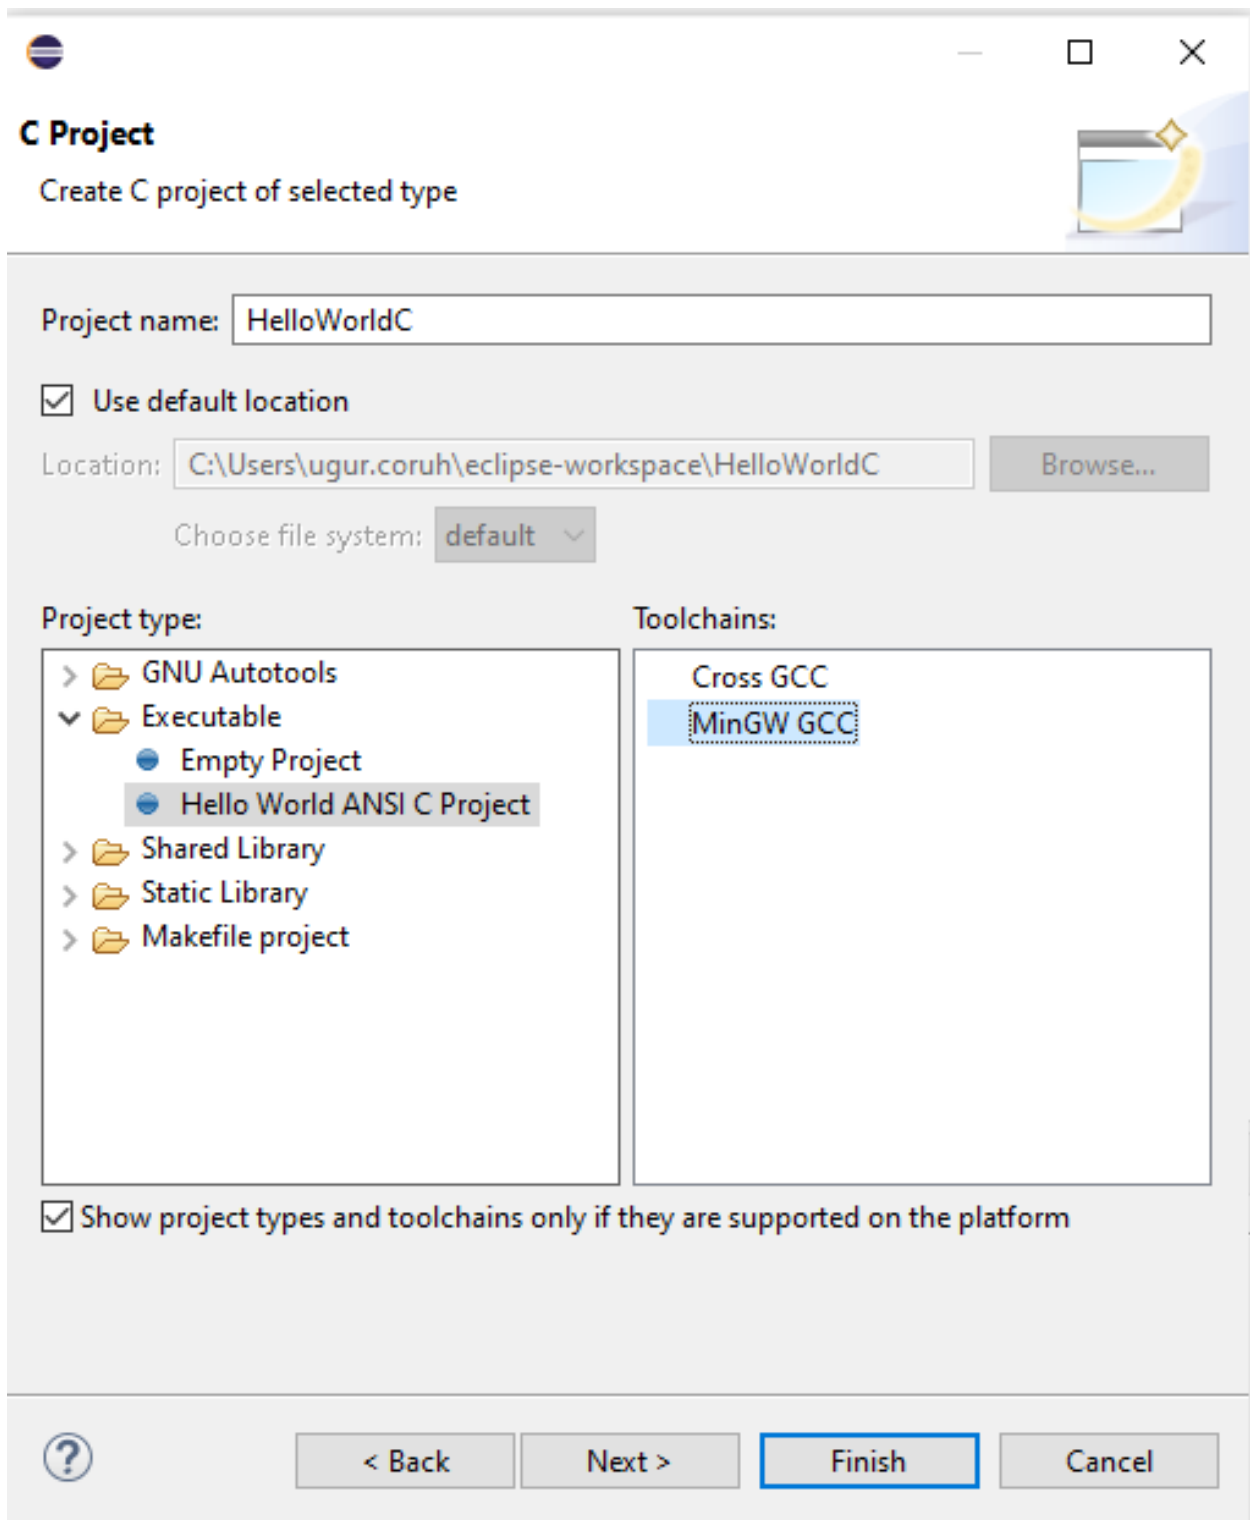 C Project
Create C project of selected type
Project name: HelloWorldC
Use default location
Location: C:\Users\ugur.coruh\eclipse-workspace\HelloWorldC Browse...
Choose file system: default
Project type:
GNU Autotools
Executable
Empty Project
Hello World ANSI C Project
Shared Library
Static Library
Makefile project
Toolchains:
Cross GCC
MinGW GCC
Show project types and toolchains only if they are supported on the platform
? < Back Next > Finish Cancel